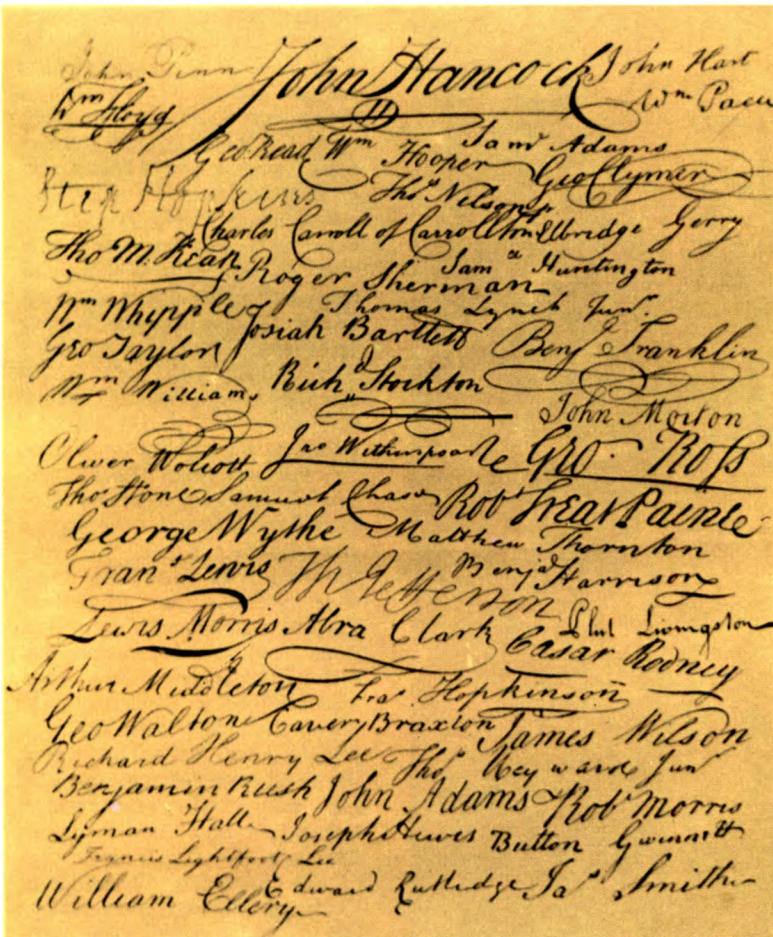 John Penn John Hancock John Hart
Wm Floyd Wm Paca
Geo Read Wm Hooper Saml Adams
Geo Clymer
Step Hopkins Thos Nelson jr
Charles Carroll of Carrollton Elbridge Gerry
Tho M. Kean Roger Sherman Saml Huntington
Wm Whipple Josiah Bartlett Thomas Lynch Junr.
Geo Taylor Benj Franklin
Wm Williams Richd Stockton
John Morton
Oliver Wolcott Jno Witherspoon Geo. Ross
Thos Stone Samuel Chase Robt Treat Paine
George Wythe Matthew Thornton
Frans Lewis Th Jefferson Benja Harrison
Lewis Morris Abra Clark Phil Livingston
Cæsar Rodney
Arthur Middleton Fras Hopkinson
Geo Walton Carter Braxton James Wilson
Richard Henry Lee Thos Heyward Junr
Benjamin Rush John Adams Robt Morris
Lyman Hall Joseph Hewes Button Gwinnett
Francis Lightfoot Lee
William Ellery Edward Rutledge Jas Smith